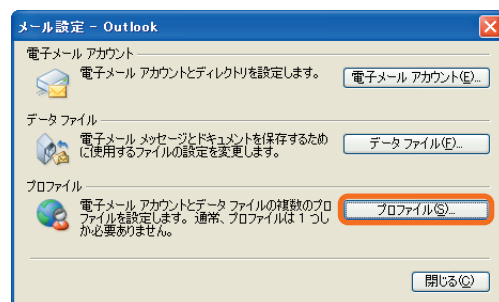 メール設定 - Outlook
電子メール アカウント
電子メール アカウントとディレクトリを設定します。
電子メール アカウント(E)...
データ ファイル
電子メール メッセージとドキュメントを保存するため
に使用するファイルの設定を変更します。
データ ファイル(F)...
プロファイル
電子メール アカウントとデータ ファイルの複数のプロ
ファイルを設定します。通常、プロファイルは 1 つし
か必要ありません。
プロファイル(S)...
閉じる(C)